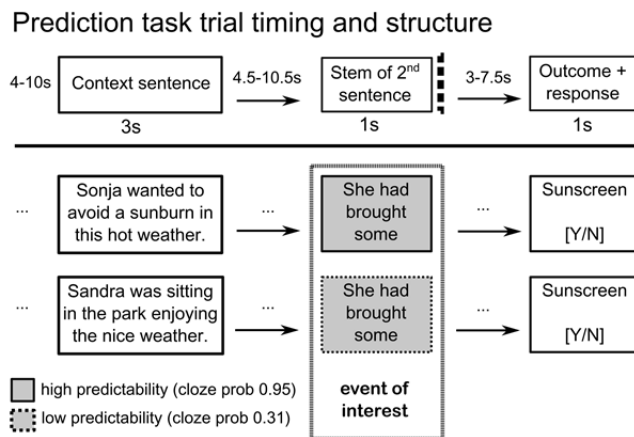 Prediction task trial timing and structure
4-10s
Context sentence
3s
4.5-10.5s
Stem of 2nd
sentence
1s
3-7.5s
Outcome +
response
1s
...
Sonja wanted to
avoid a sunburn in
this hot weather.
...
She had
brought
some
...
Sunscreen
[Y/N]
...
Sandra was sitting
in the park enjoying
the nice weather.
...
She had
brought
some
...
Sunscreen
[Y/N]
high predictability (cloze prob 0.95)
low predictability (cloze prob 0.31)
event of
interest